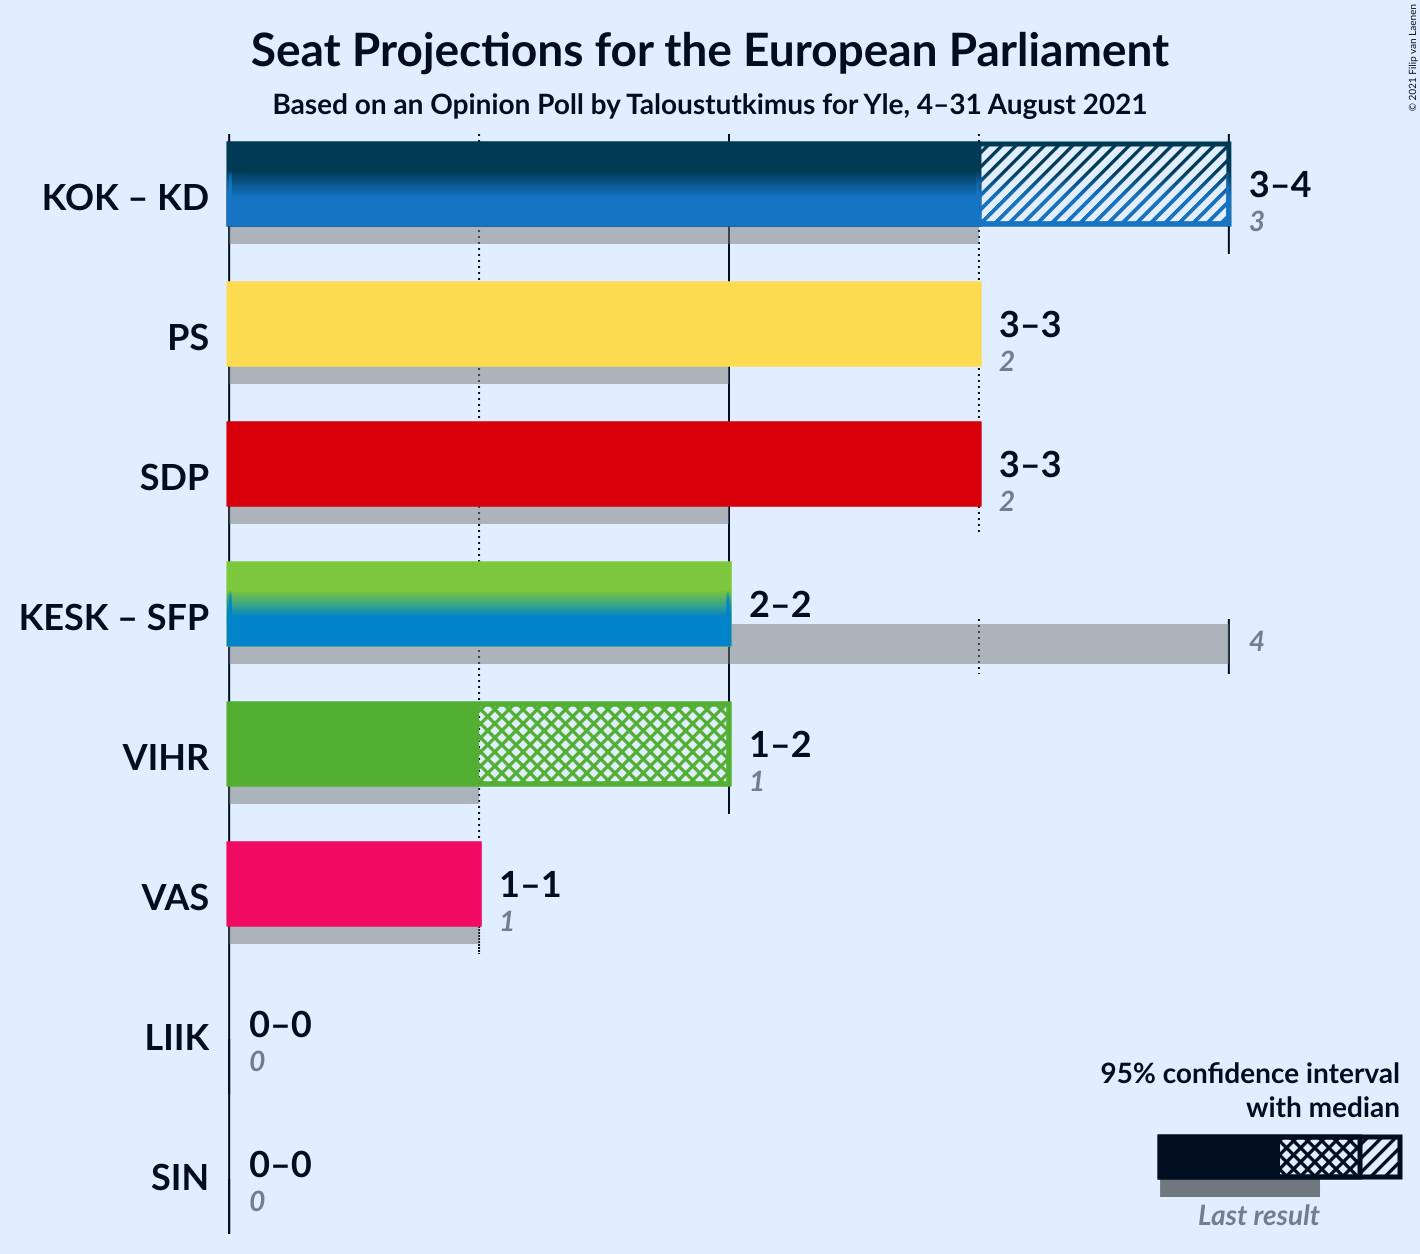 Seat Projections for the European Parliament
Based on an Opinion Poll by Taloustutkimus for Yle, 4–31 August 2021
© 2021 Filip van Laenen
KOK – KD
3–4
3
PS
3–3
2
SDP
3–3
2
KESK – SFP
2–2
4
VIHR
1–2
1
VAS
1–1
1
LIIK
0–0
0
SIN
0–0
0
95% confidence interval
with median
Last result